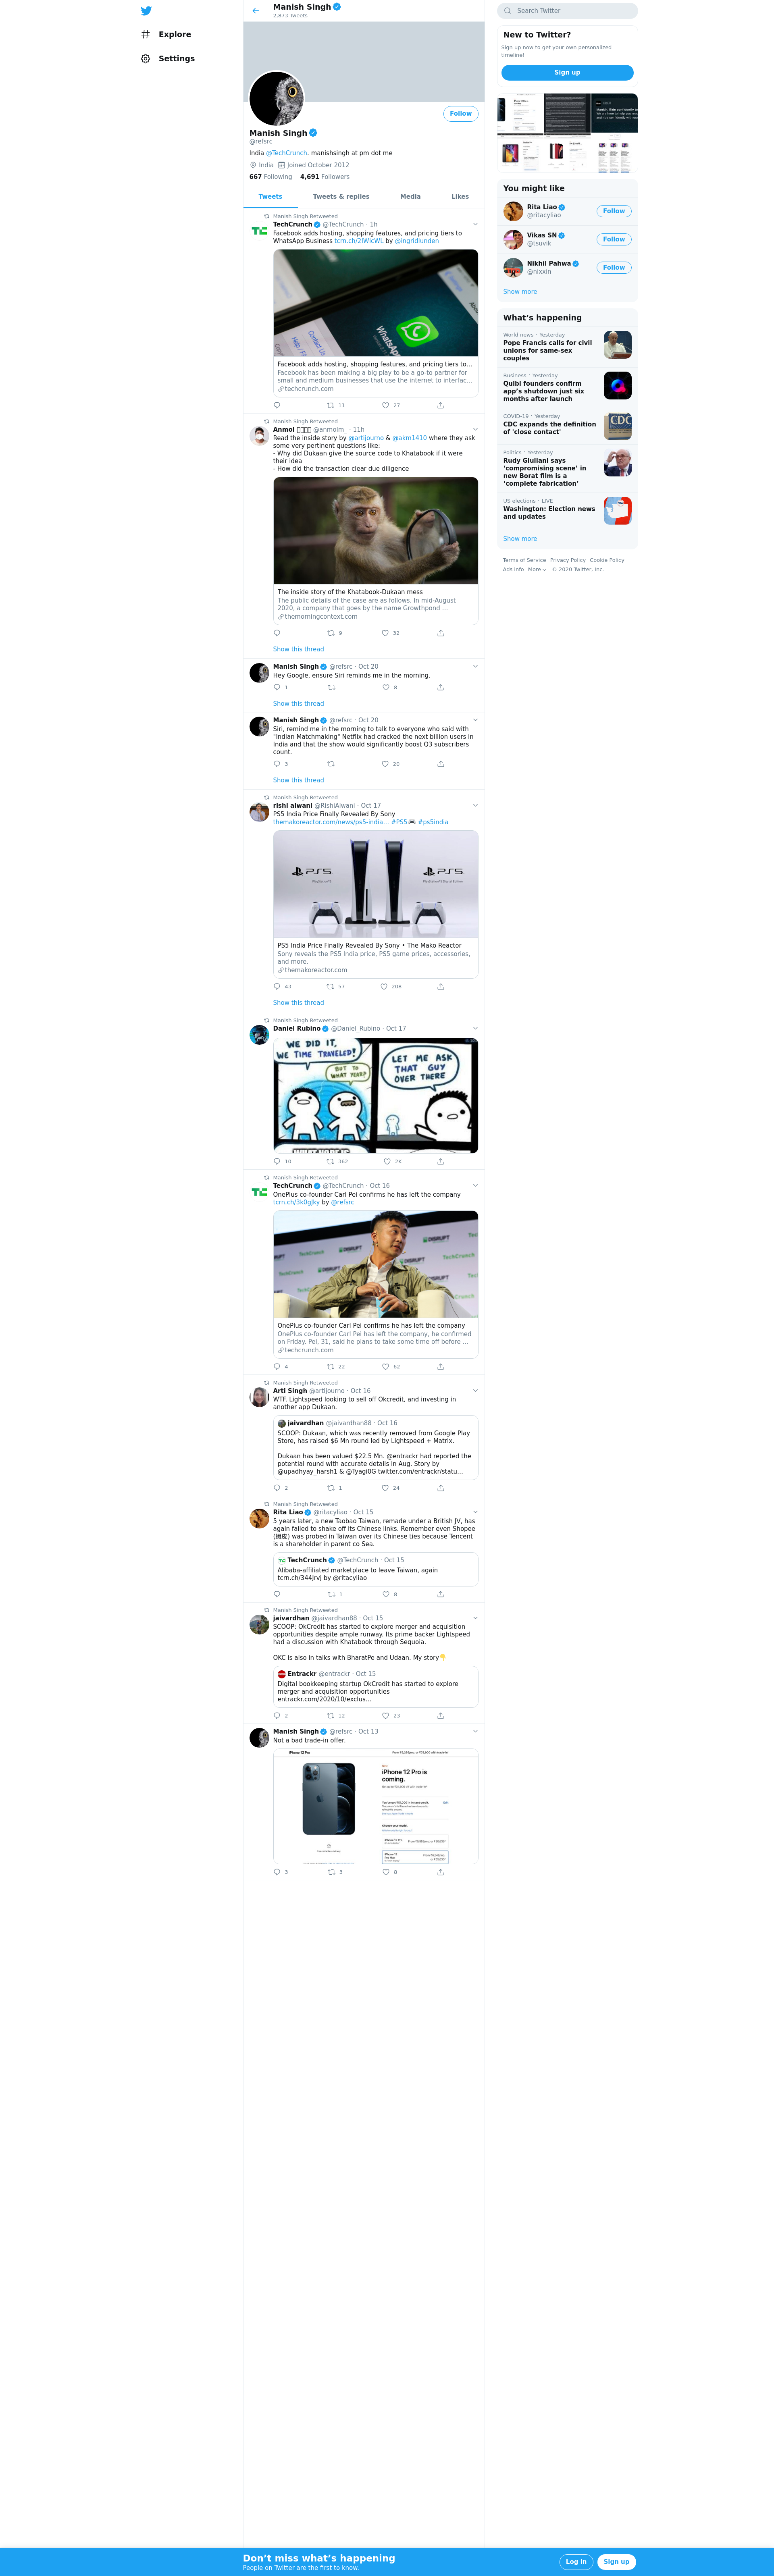 Explore
Settings
Manish Singh
2,873 Tweets
Follow
Manish Singh
@refsrc
India @TechCrunch. manishsingh at pm dot me
India Joined October 2012
667 Following 4,691 Followers
Tweets Tweets & replies Media Likes
Manish Singh Retweeted
TechCrunch @TechCrunch · 1h
Facebook adds hosting, shopping features, and pricing tiers to
WhatsApp Business tcrn.ch/2IWlcWL by @ingridlunden
WhatsApp
Contact Us
Facebook adds hosting, shopping features, and pricing tiers to...
Facebook has been making a big play to be a go-to partner for
small and medium businesses that use the internet to interfac...
techcrunch.com
11 27
Manish Singh Retweeted
Anmol @anmolm_ · 11h
Read the inside story by @artijourno & @akm1410 where they ask
some very pertinent questions like:
- Why did Dukaan give the source code to Khatabook if it were
their idea
- How did the transaction clear due diligence
The inside story of the Khatabook-Dukaan mess
The public details of the case are as follows. In mid-August
2020, a company that goes by the name Growthpond ...
themorningcontext.com
9 32
Show this thread
Manish Singh @refsrc · Oct 20
Hey Google, ensure Siri reminds me in the morning.
1 8
Show this thread
Manish Singh @refsrc · Oct 20
Siri, remind me in the morning to talk to everyone who said with
"Indian Matchmaking" Netflix had cracked the next billion users in
India and that the show would significantly boost Q3 subscribers
count.
3 20
Show this thread
Manish Singh Retweeted
rishi alwani @RishiAlwani · Oct 17
PS5 India Price Finally Revealed By Sony
themakoreactor.com/news/ps5-india... #PS5 #ps5india
PS5 PS5
PS5 India Price Finally Revealed By Sony • The Mako Reactor
Sony reveals the PS5 India price, PS5 game prices, accessories,
and more.
themakoreactor.com
43 57 208
Show this thread
Manish Singh Retweeted
Daniel Rubino @Daniel_Rubino · Oct 17
WE DID IT,
WE TIME TRAVELED!
BUT TO
WHAT YEAR?
LET ME ASK
THAT GUY
OVER THERE
10 362 2K
Manish Singh Retweeted
TechCrunch @TechCrunch · Oct 16
OnePlus co-founder Carl Pei confirms he has left the company
tcrn.ch/3k0gJky by @refsrc
OnePlus co-founder Carl Pei confirms he has left the company
OnePlus co-founder Carl Pei has left the company, he confirmed
on Friday. Pei, 31, said he plans to take some time off before ...
techcrunch.com
4 22 62
Manish Singh Retweeted
Arti Singh @artijourno · Oct 16
WTF. Lightspeed looking to sell off Okcredit, and investing in
another app Dukaan.
jaivardhan @jaivardhan88 · Oct 16
SCOOP: Dukaan, which was recently removed from Google Play
Store, has raised $6 Mn round led by Lightspeed + Matrix.
Dukaan has been valued $22.5 Mn. @entrackr had reported the
potential round with accurate details in Aug. Story by
@upadhyay_harsh1 & @Tyagi0G twitter.com/entrackr/statu...
2 1 24
Manish Singh Retweeted
Rita Liao @ritacyliao · Oct 15
5 years later, a new Taobao Taiwan, remade under a British JV, has
again failed to shake off its Chinese links. Remember even Shopee
(蝦皮) was probed in Taiwan over its Chinese ties because Tencent
is a shareholder in parent co Sea.
TechCrunch @TechCrunch · Oct 15
Alibaba-affiliated marketplace to leave Taiwan, again
tcrn.ch/344Jrvj by @ritacyliao
1 8
Manish Singh Retweeted
jaivardhan @jaivardhan88 · Oct 15
SCOOP: OkCredit has started to explore merger and acquisition
opportunities despite ample runway. Its prime backer Lightspeed
had a discussion with Khatabook through Sequoia.
OKC is also in talks with BharatPe and Udaan. My story
Entrackr @entrackr · Oct 15
Digital bookkeeping startup OkCredit has started to explore
merger and acquisition opportunities
entrackr.com/2020/10/exclus...
2 12 23
Manish Singh @refsrc · Oct 13
Not a bad trade-in offer.
iPhone 12 Pro
iPhone 12 Pro is
coming.
Choose your model.
3 3 8
Search Twitter
New to Twitter?
Sign up now to get your own personalized
timeline!
Sign up
You might like
Rita Liao
@ritacyliao
Follow
Vikas SN
@tsuvik
Follow
Nikhil Pahwa
@nixxin
Follow
Show more
What's happening
World news · Yesterday
Pope Francis calls for civil
unions for same-sex
couples
Business · Yesterday
Quibi founders confirm
app's shutdown just six
months after launch
COVID-19 · Yesterday
CDC expands the definition
of 'close contact'
CDC
Politics · Yesterday
Rudy Giuliani says
'compromising scene' in
new Borat film is a
'complete fabrication'
US elections · LIVE
Washington: Election news
and updates
Show more
Terms of Service Privacy Policy Cookie Policy
Ads info More © 2020 Twitter, Inc.
Don't miss what's happening
People on Twitter are the first to know.
Log in Sign up